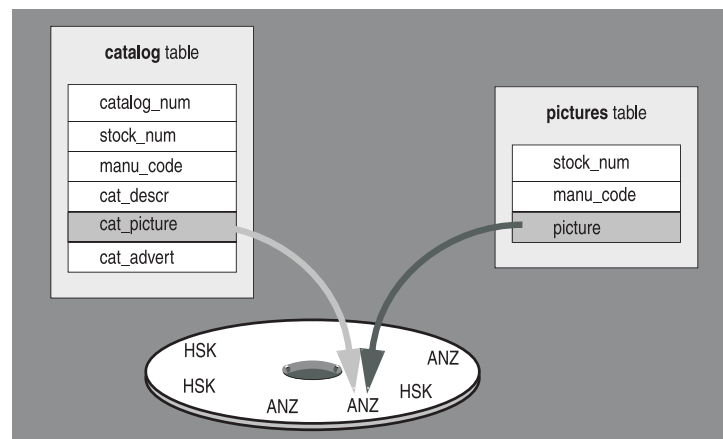 catalog table
catalog_num
stock_num
manu_code
cat_descr
cat_picture
cat_advert
pictures table
stock_num
manu_code
picture
HSK
ANZ
HSK
HSK
ANZ
ANZ